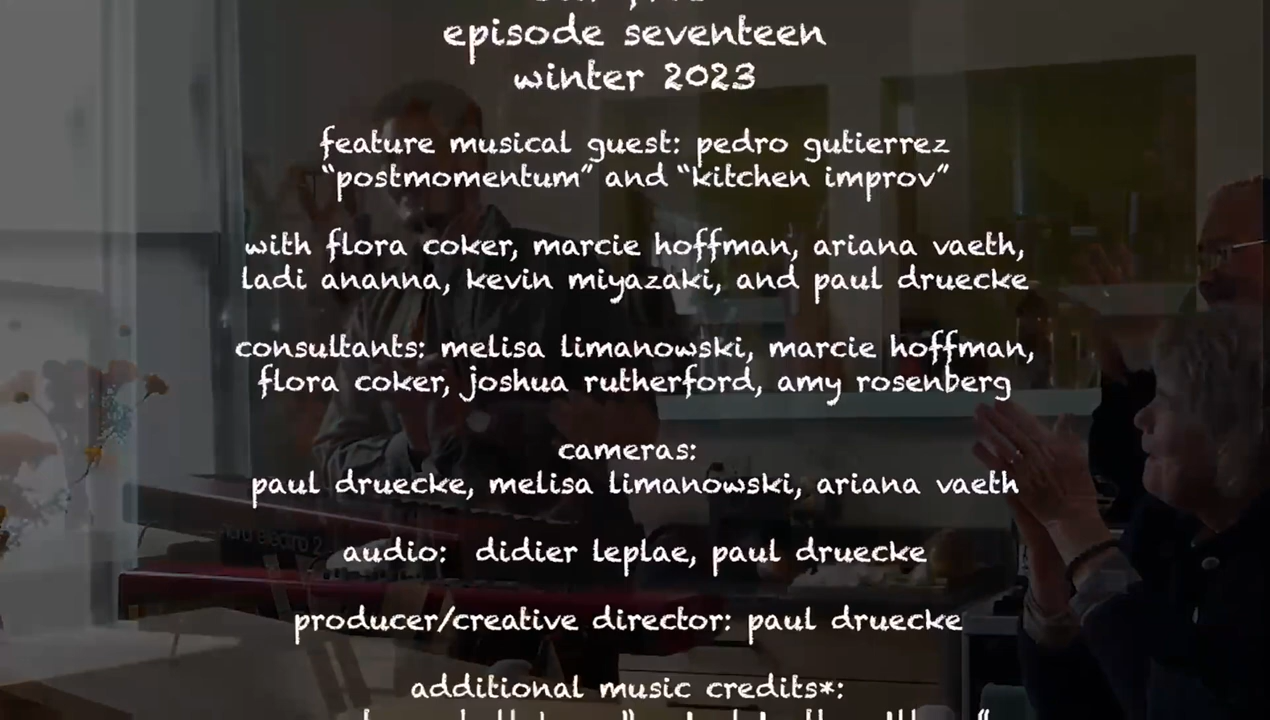 episode seventeen
winter 2023
feature musical guest: pedro gutierrez
"postmomentum" and "kitchen improv"
with flora coker, marcie hoffman, ariana vaeth,
ladi ananna, kevin miyazaki, and paul druecke
consultants: melisa limanowski, marcie hoffman,
flora coker, joshua rutherford, amy rosenberg
cameras:
paul druecke, melisa limanowski, ariana vaeth
audio: didier leplae, paul druecke
producer/creative director: paul druecke
additional music credits*:
nord electro 2